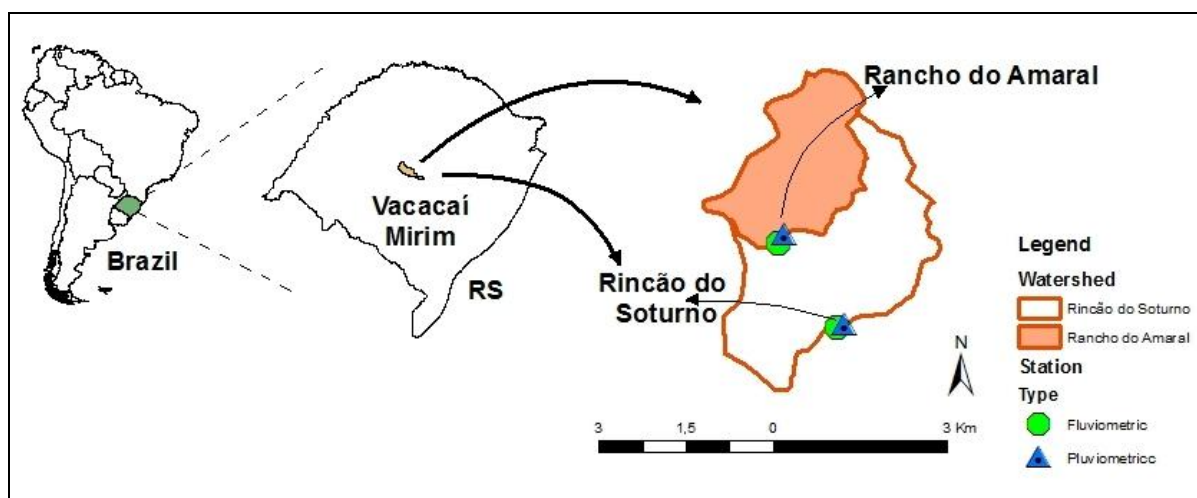 Brazil
Vacacaí
Mirim
RS
Rancho do Amaral
Rincão do
Soturno
Legend
Watershed
Rincão do Soturno
Rancho do Amaral
Station
Type
Fluviometric
Pluviometricc
N
3 1,5 0 3 Km